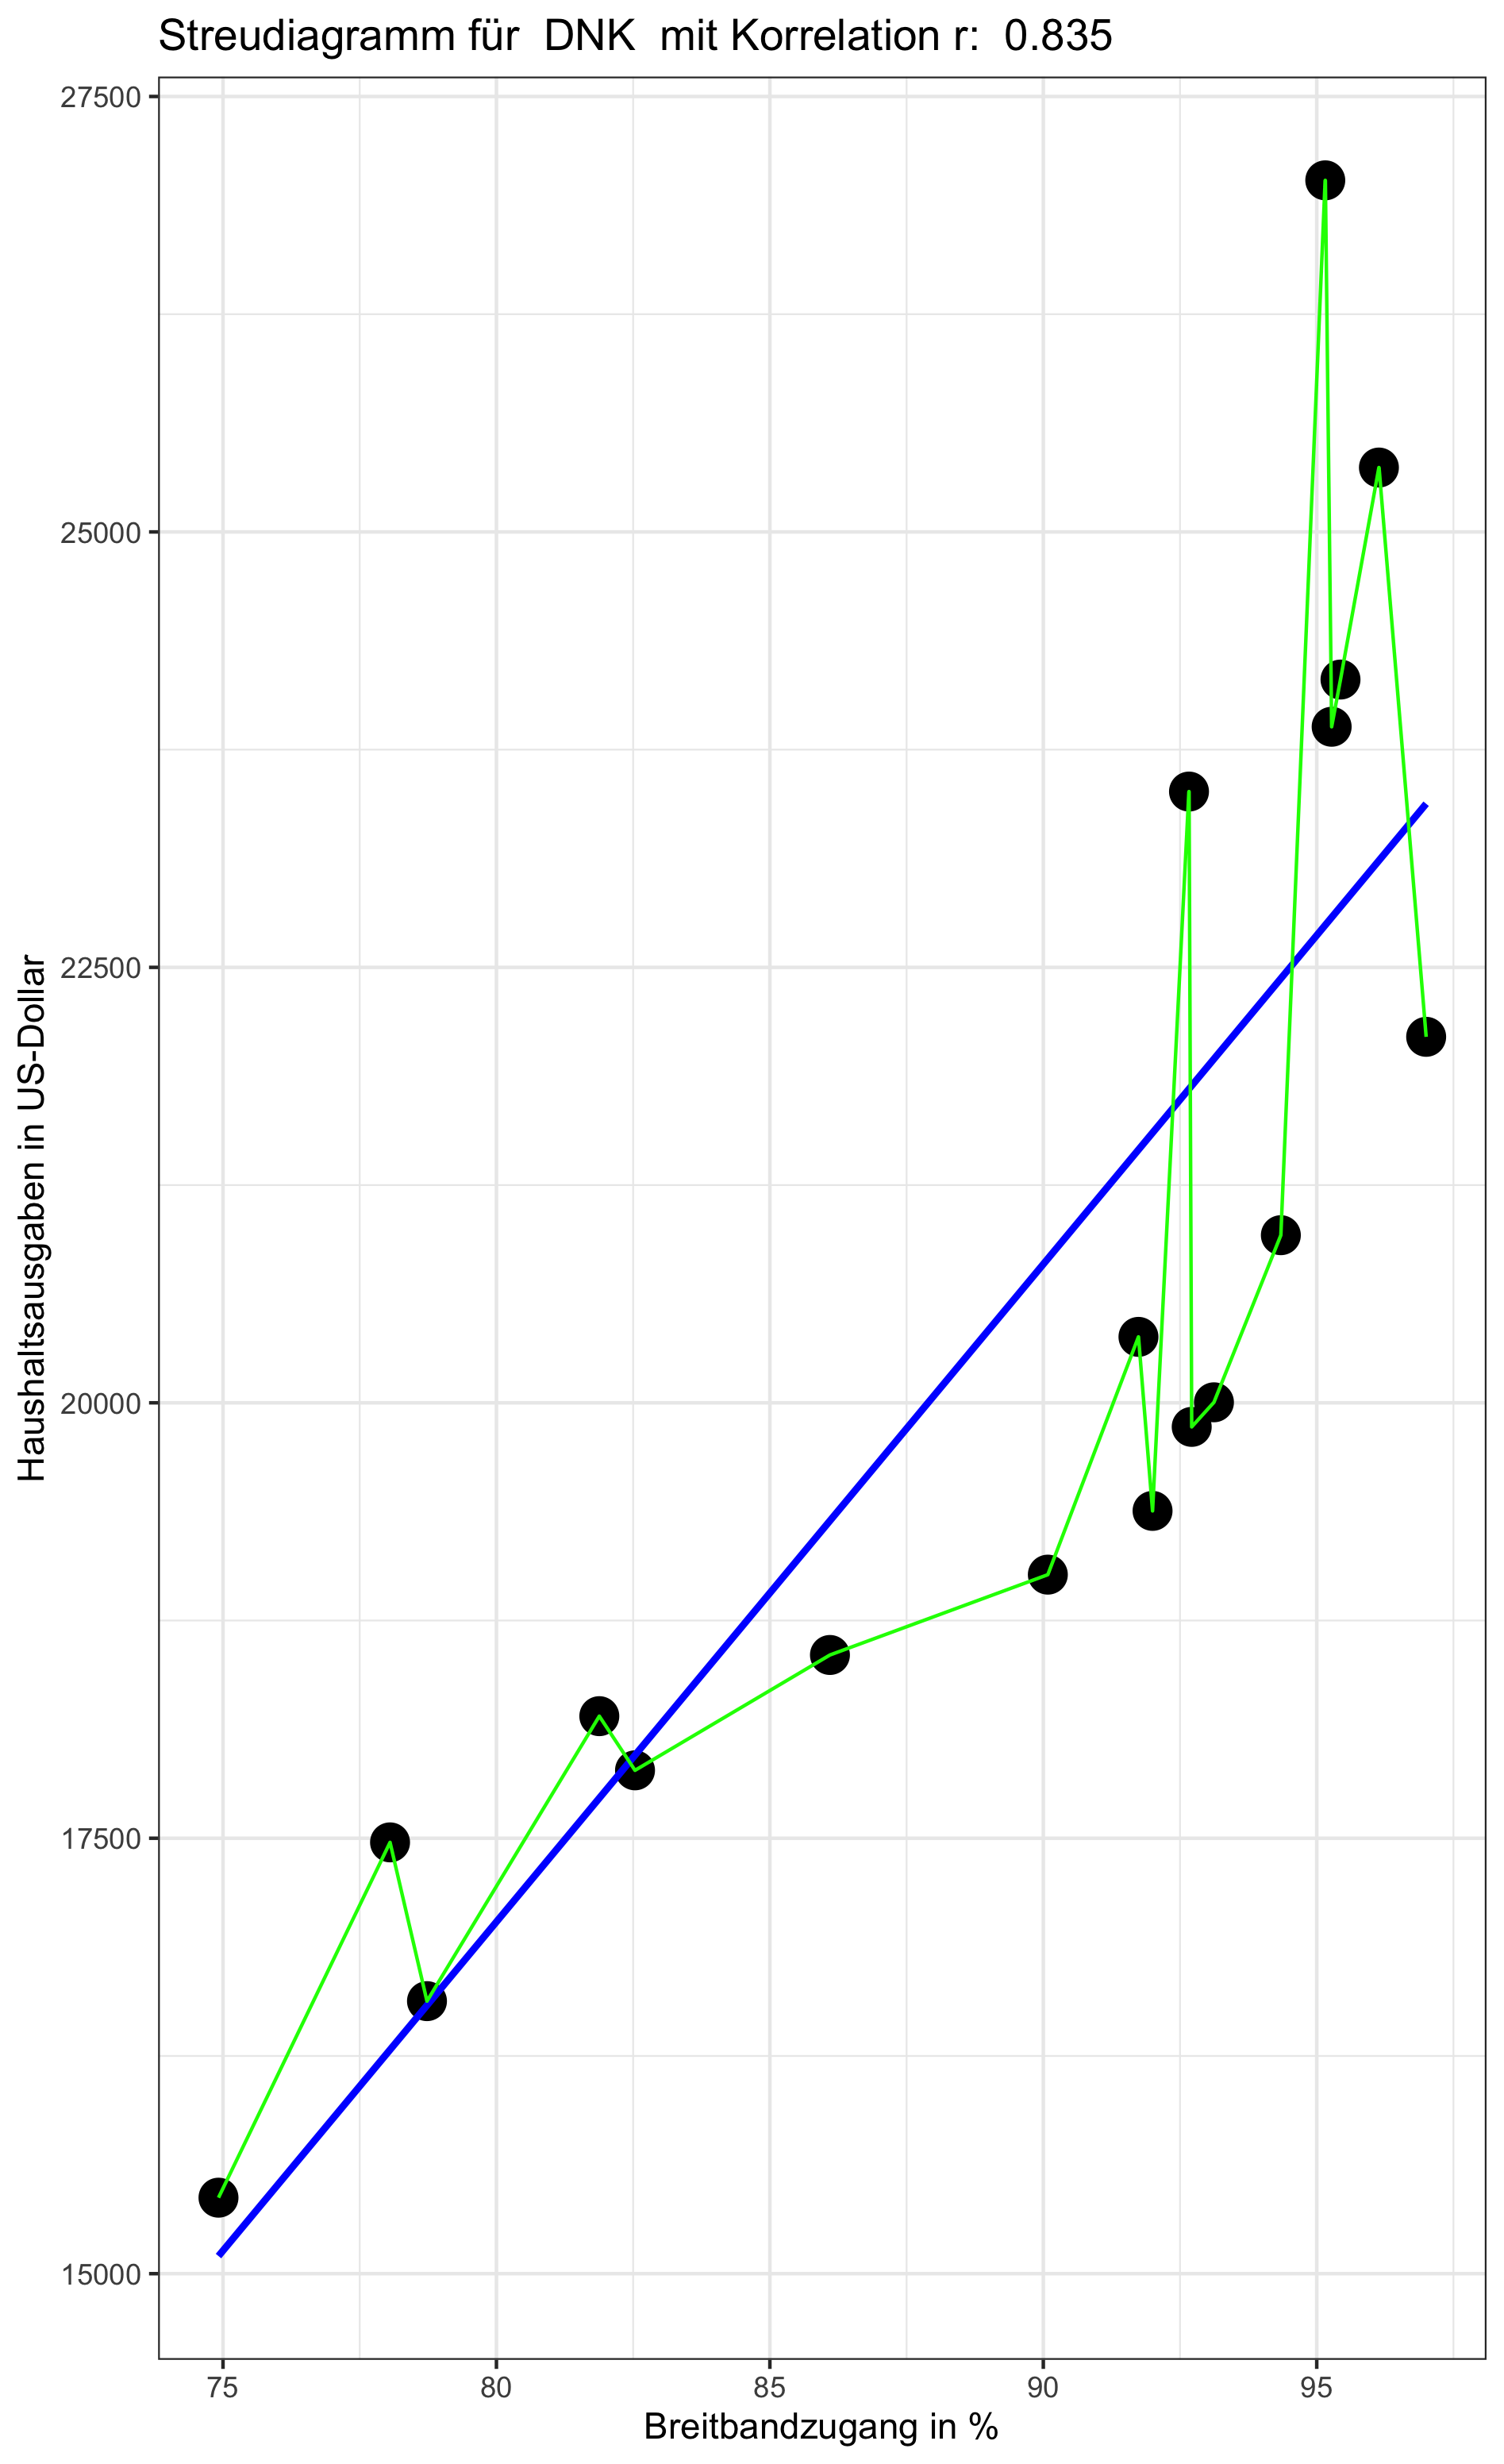 Streudiagramm für  DNK  mit Korrelation r:  0.835
Haushaltsausgaben in US-Dollar
27500
25000
22500
20000
17500
15000
75 80 85 90 95
Breitbandzugang in %